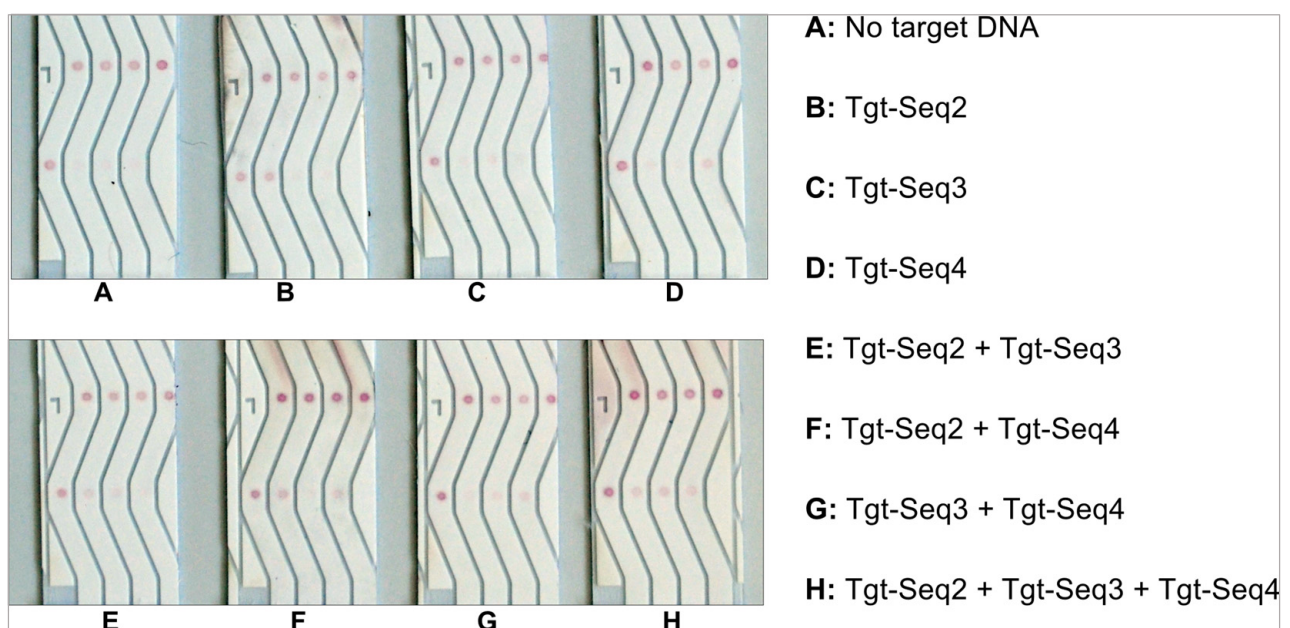 A: No target DNA
B: Tgt-Seq2
C: Tgt-Seq3
D: Tgt-Seq4
A B C D
E: Tgt-Seq2 + Tgt-Seq3
F: Tgt-Seq2 + Tgt-Seq4
G: Tgt-Seq3 + Tgt-Seq4
H: Tgt-Seq2 + Tgt-Seq3 + Tgt-Seq4
E F G H